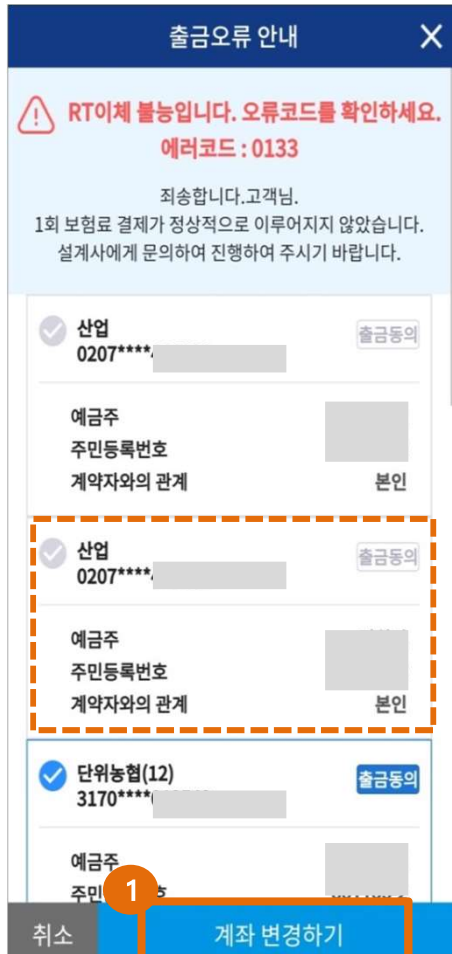 출금오류 안내
RT이체 불능입니다. 오류코드를 확인하세요.
에러코드 : 0133
죄송합니다.고객님.
1회 보험료 결제가 정상적으로 이루어지지 않았습니다.
설계사에게 문의하여 진행하여 주시기 바랍니다.
산업 출금동의
0207****
예금주
주민등록번호
계약자와의 관계 본인
산업 출금동의
0207****
예금주
주민등록번호
계약자와의 관계 본인
단위농협(12) 출금동의
3170****
예금주
1
취소 계좌 변경하기